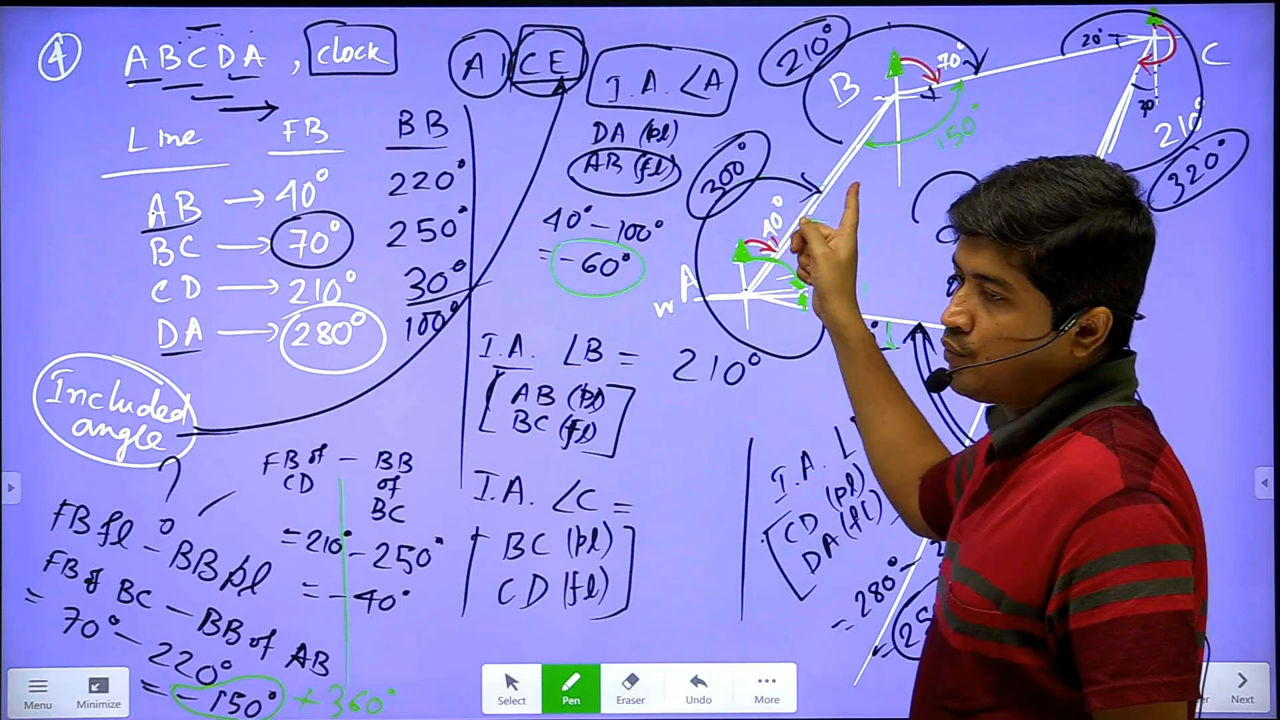 ④ ABCDA, clock
Line FB BB
AB → 40° 220°
BC → 70° 250°
CD → 210° 30°
DA → 280° 100°
Included
angle
FB of CD - BB of BC
= 210° - 250°
= -40°
FB fl - BB pl
FB of BC - BB of AB
= 70° - 220°
= -150° + 360°
A CE
I.A. ∠A
DA (pl)
AB (fl)
40° - 100°
= -60°
I.A. ∠B = 210°
AB (pl)
BC (fl)
I.A. ∠C =
BC (pl)
CD (fl)
I.A. ∠
CD (pl)
DA (fl)
= 280° -
210°
B
70°
150°
20°
C
210°
320°
300°
A
W
Menu
Minimize
Select
Pen
Eraser
Undo
More
Next